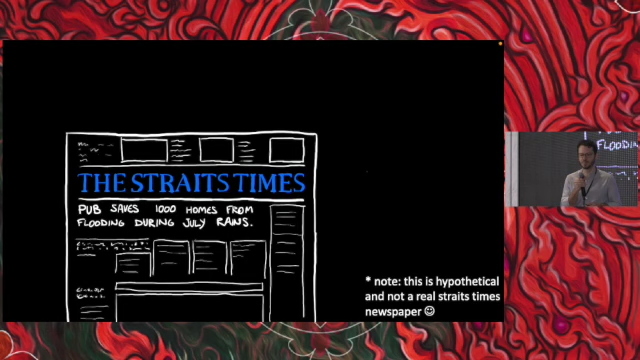 THE STRAITS TIMES
PUB SAVES 1000 HOMES FROM
FLOODING DURING JULY RAINS.
* note: this is hypothetical
and not a real straits times
newspaper ☺
FLOODIN